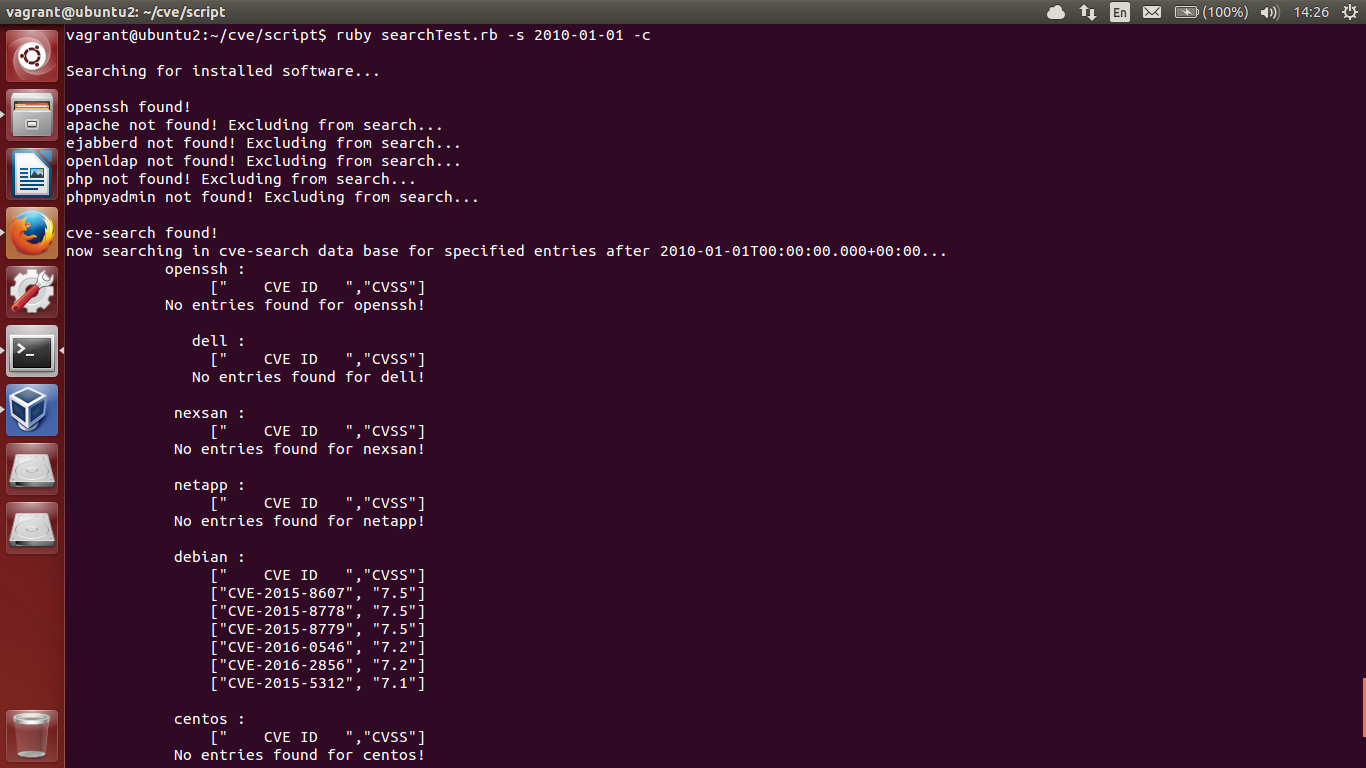 vagrant@ubuntu2: ~/cve/script
En
(100%)
14:26
vagrant@ubuntu2:~/cve/script$ ruby searchTest.rb -s 2010-01-01 -c
Searching for installed software...
openssh found!
apache not found! Excluding from search...
ejabberd not found! Excluding from search...
openldap not found! Excluding from search...
php not found! Excluding from search...
phpmyadmin not found! Excluding from search...
cve-search found!
now searching in cve-search data base for specified entries after 2010-01-01T00:00:00.000+00:00...
openssh :
["    CVE ID   ","CVSS"]
No entries found for openssh!
dell :
["    CVE ID   ","CVSS"]
No entries found for dell!
nexsan :
["    CVE ID   ","CVSS"]
No entries found for nexsan!
netapp :
["    CVE ID   ","CVSS"]
No entries found for netapp!
debian :
["    CVE ID   ","CVSS"]
["CVE-2015-8607", "7.5"]
["CVE-2015-8778", "7.5"]
["CVE-2015-8779", "7.5"]
["CVE-2016-0546", "7.2"]
["CVE-2016-2856", "7.2"]
["CVE-2015-5312", "7.1"]
centos :
["    CVE ID   ","CVSS"]
No entries found for centos!